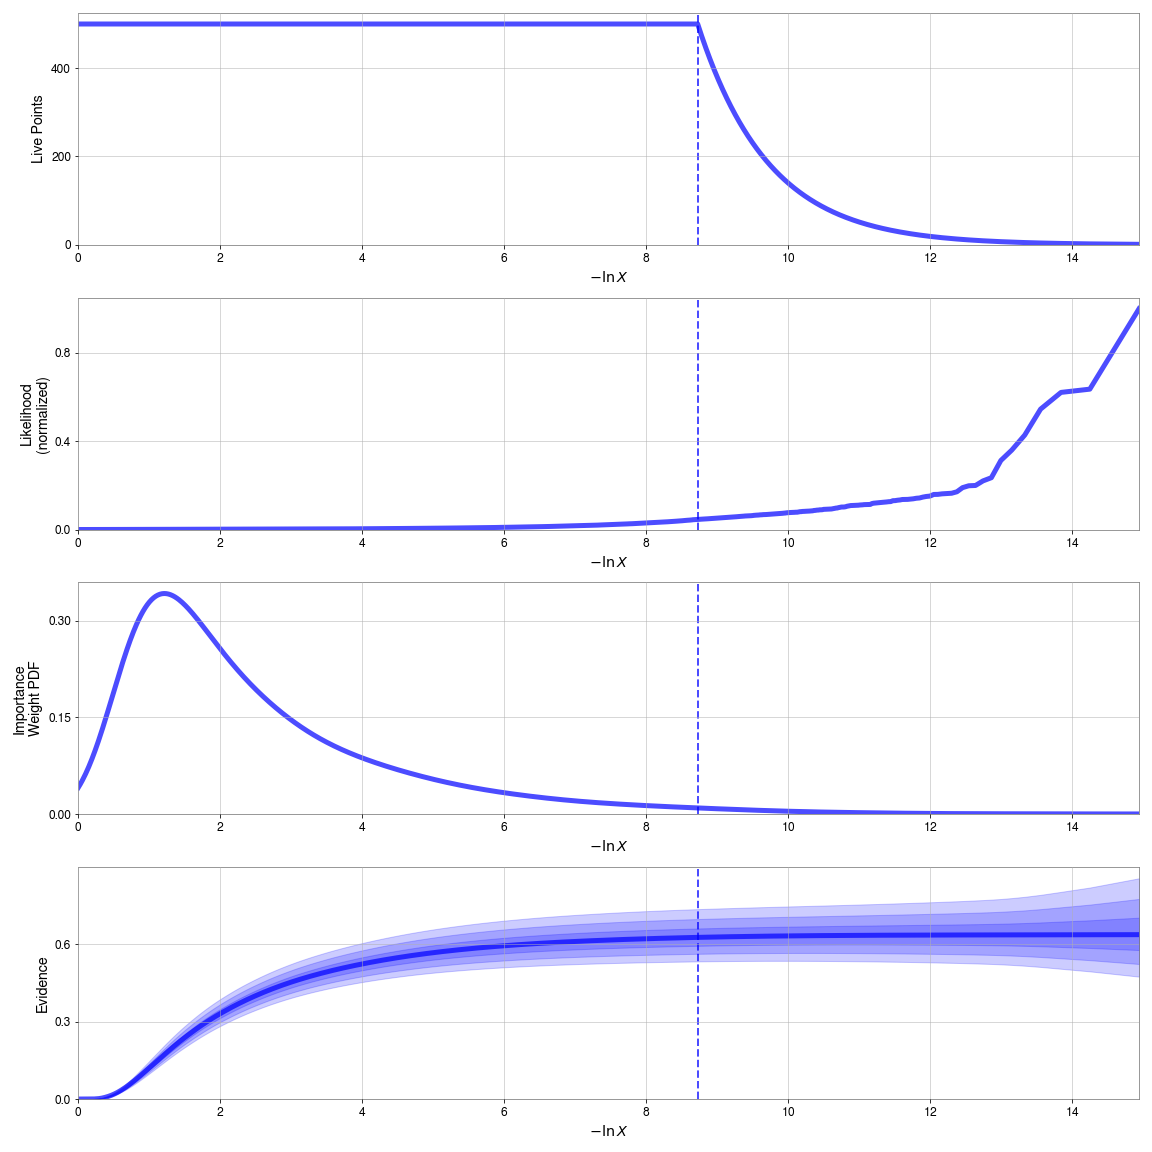 400
200
0
Live Points
0 2 4 6 8 10 12 14
−ln X
0.8
0.4
0.0
Likelihood
(normalized)
0 2 4 6 8 10 12 14
−ln X
0.30
0.15
0.00
Importance
Weight PDF
0 2 4 6 8 10 12 14
−ln X
0.6
0.3
0.0
Evidence
0 2 4 6 8 10 12 14
−ln X